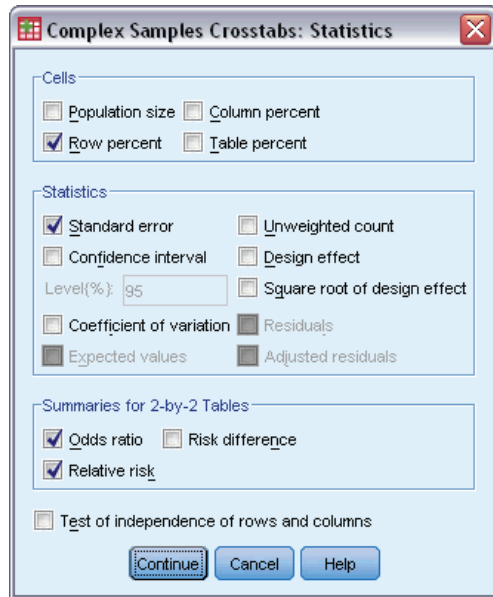 Complex Samples Crosstabs: Statistics
Cells
Population size Column percent
Row percent Table percent
Statistics
Standard error Unweighted count
Confidence interval Design effect
Level(%): 95 Square root of design effect
Coefficient of variation Residuals
Expected values Adjusted residuals
Summaries for 2-by-2 Tables
Odds ratio Risk difference
Relative risk
Test of independence of rows and columns
Continue Cancel Help